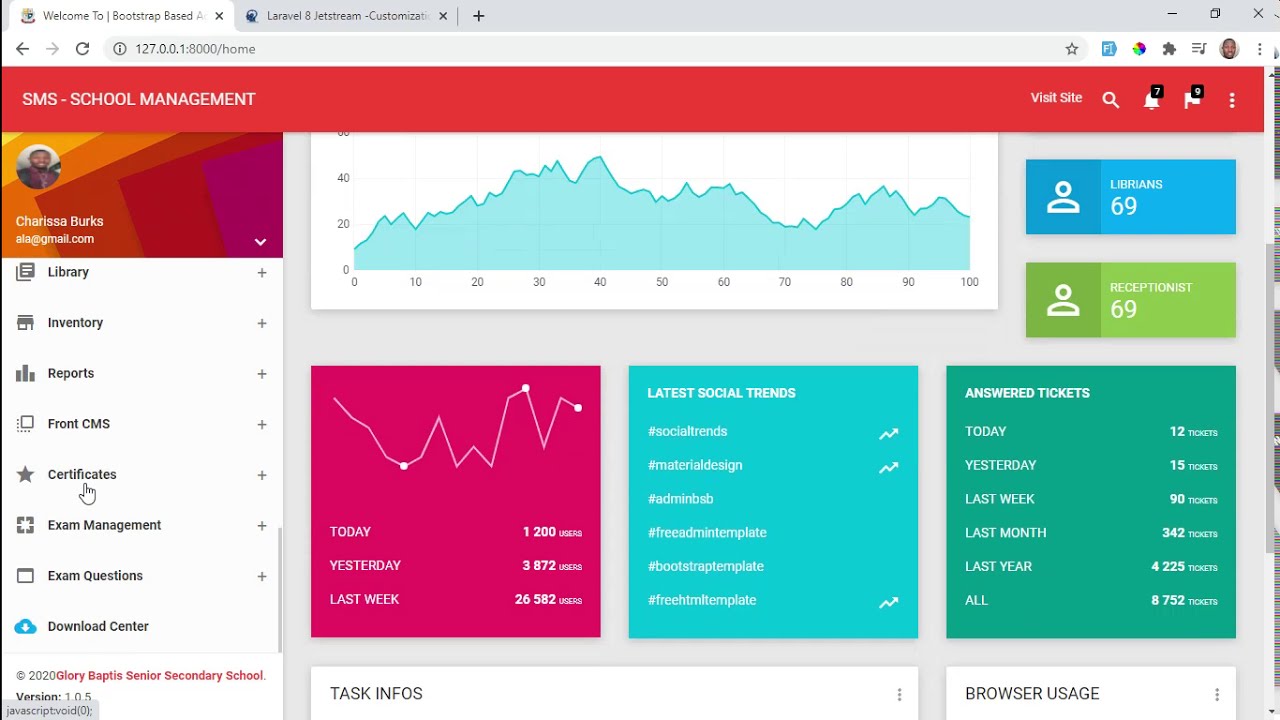 Welcome To | Bootstrap Based A
Laravel 8 Jetstream -Customizatio
127.0.0.1:8000/home
SMS - SCHOOL MANAGEMENT
Visit Site
7
9
Charissa Burks
ala@gmail.com
Library
Inventory
Reports
Front CMS
Certificates
Exam Management
Exam Questions
Download Center
© 2020Glory Baptis Senior Secondary School.
Version: 1.0.5
javascript:void(0);
60
40
20
0
0 10 20 30 40 50 60 70 80 90 100
LIBRIANS
69
RECEPTIONIST
69
TODAY 1 200 USERS
YESTERDAY 3 872 USERS
LAST WEEK 26 582 USERS
LATEST SOCIAL TRENDS
#socialtrends
#materialdesign
#adminbsb
#freeadmintemplate
#bootstraptemplate
#freehtmltemplate
ANSWERED TICKETS
TODAY 12 TICKETS
YESTERDAY 15 TICKETS
LAST WEEK 90 TICKETS
LAST MONTH 342 TICKETS
LAST YEAR 4 225 TICKETS
ALL 8 752 TICKETS
TASK INFOS
BROWSER USAGE